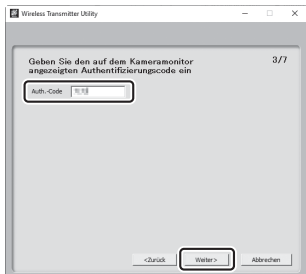 Wireless Transmitter Utility
Geben Sie den auf dem Kameramonitor
angezeigten Authentifizierungscode ein
3/7
Auth.-Code
<Zurück
Weiter>
Abbrechen